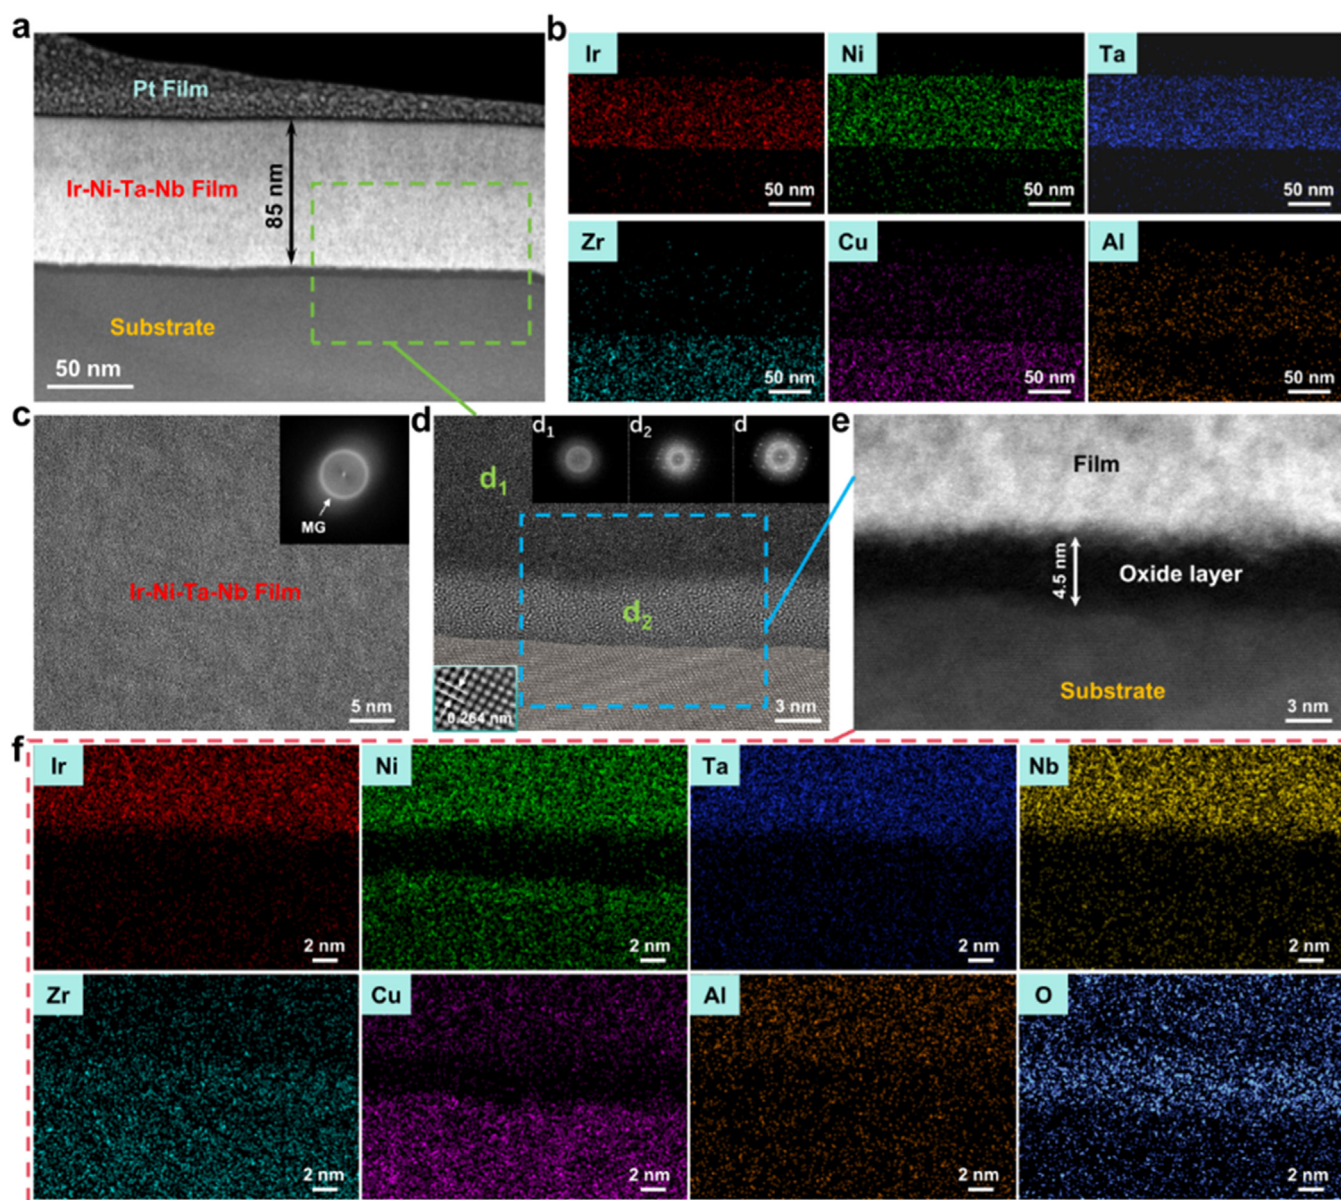 a
Pt Film
Ir-Ni-Ta-Nb Film
85 nm
Substrate
50 nm
b
Ir
50 nm
Ni
50 nm
Ta
50 nm
Zr
50 nm
Cu
50 nm
Al
50 nm
c
MG
Ir-Ni-Ta-Nb Film
5 nm
d
d₁
d₂
d
d₁
d₂
0.264 nm
3 nm
e
Film
4.5 nm
Oxide layer
Substrate
3 nm
f
Ir
2 nm
Ni
2 nm
Ta
2 nm
Nb
2 nm
Zr
2 nm
Cu
2 nm
Al
2 nm
O
2 nm